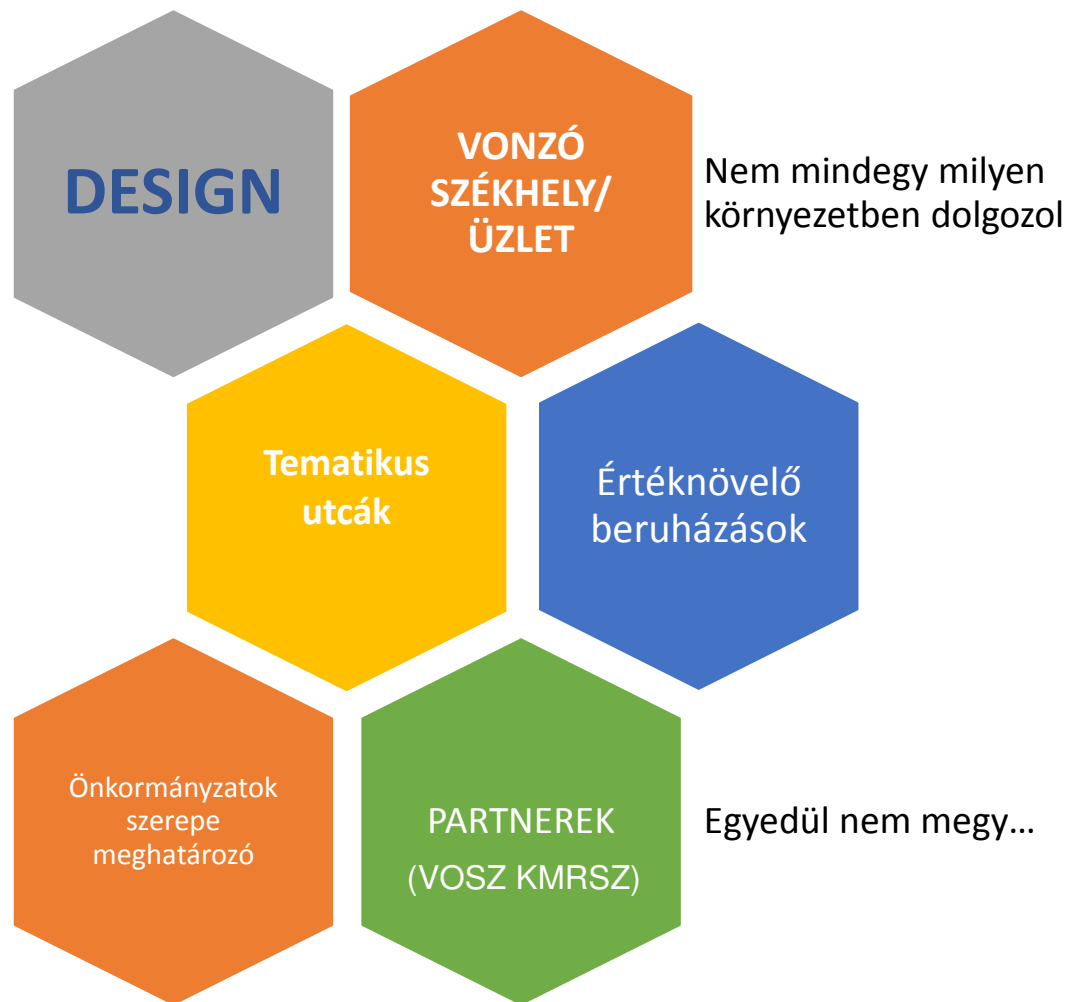 DESIGN
VONZÓ
SZÉKHELY/
ÜZLET
Nem mindegy milyen
környezetben dolgozol
Tematikus
utcák
Értéknövelő
beruházások
Önkormányzatok
szerepe
meghatározó
PARTNEREK
(VOSZ KMRSZ)
Egyedül nem megy...